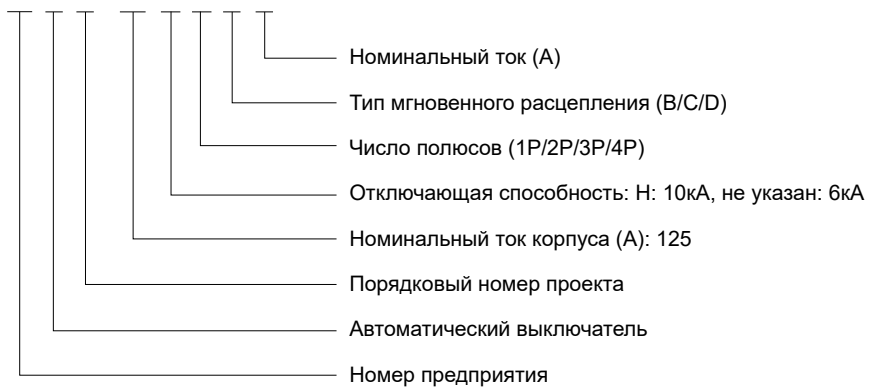 Номинальный ток (А)
Тип мгновенного расцепления (B/C/D)
Число полюсов (1P/2P/3P/4P)
Отключающая способность: H: 10кА, не указан: 6кА
Номинальный ток корпуса (А): 125
Порядковый номер проекта
Автоматический выключатель
Номер предприятия